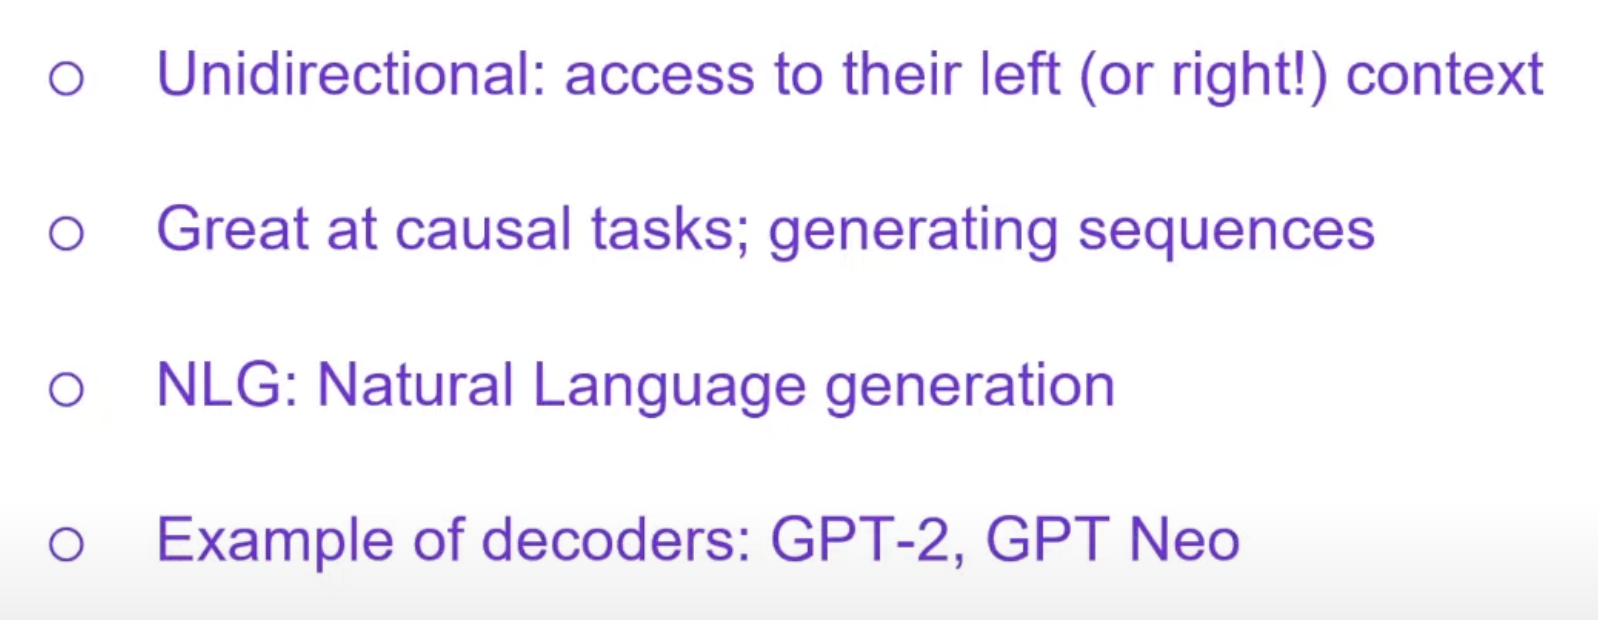 Unidirectional: access to their left (or right!) context
Great at causal tasks; generating sequences
NLG: Natural Language generation
Example of decoders: GPT-2, GPT Neo